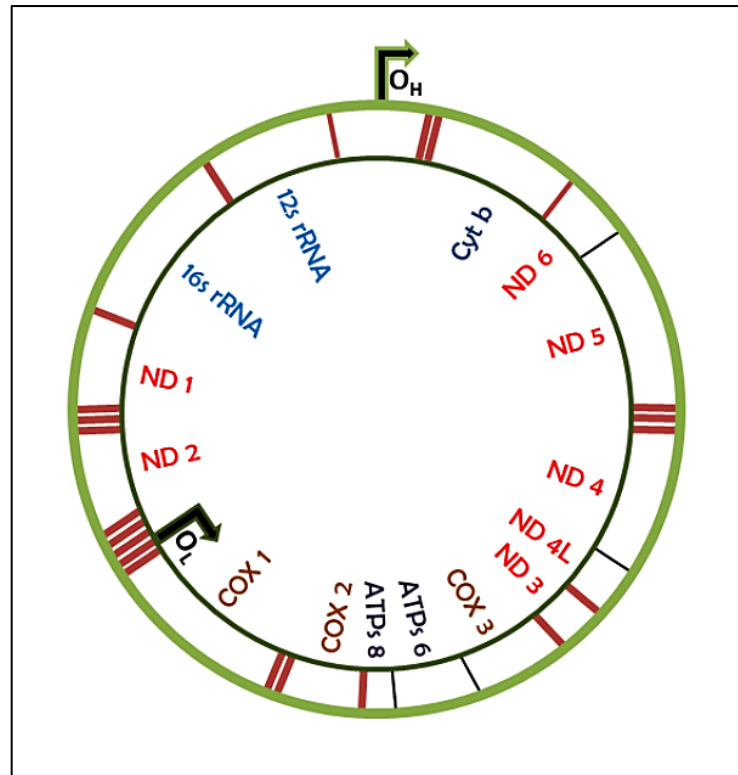 OH
Cyt b
ND 6
ND 5
ND 4
ND 4L
ND 3
COX 3
ATPs 6
ATPs 8
COX 2
COX 1
OL
ND 2
ND 1
16s rRNA
12s rRNA